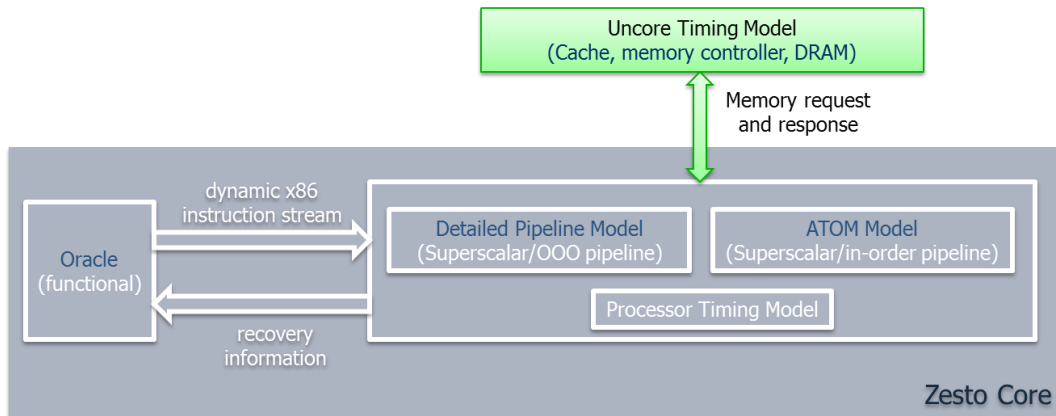 Uncore Timing Model
(Cache, memory controller, DRAM)
Memory request
and response
dynamic x86
instruction stream
Oracle
(functional)
recovery
information
Detailed Pipeline Model
(Superscalar/OOO pipeline)
ATOM Model
(Superscalar/in-order pipeline)
Processor Timing Model
Zesto Core